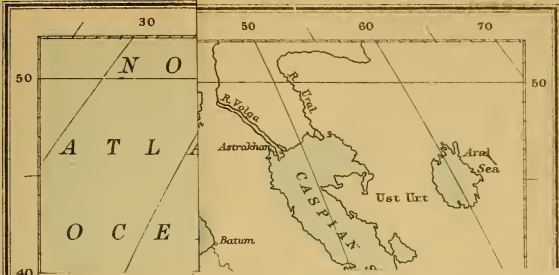 30
50
60
70
50
50
N O
R. Volga
R. Ural
Astrakhan
A T L A
Aral
Sea
CASPIAN
Ust Urt
O C E
Batum
40